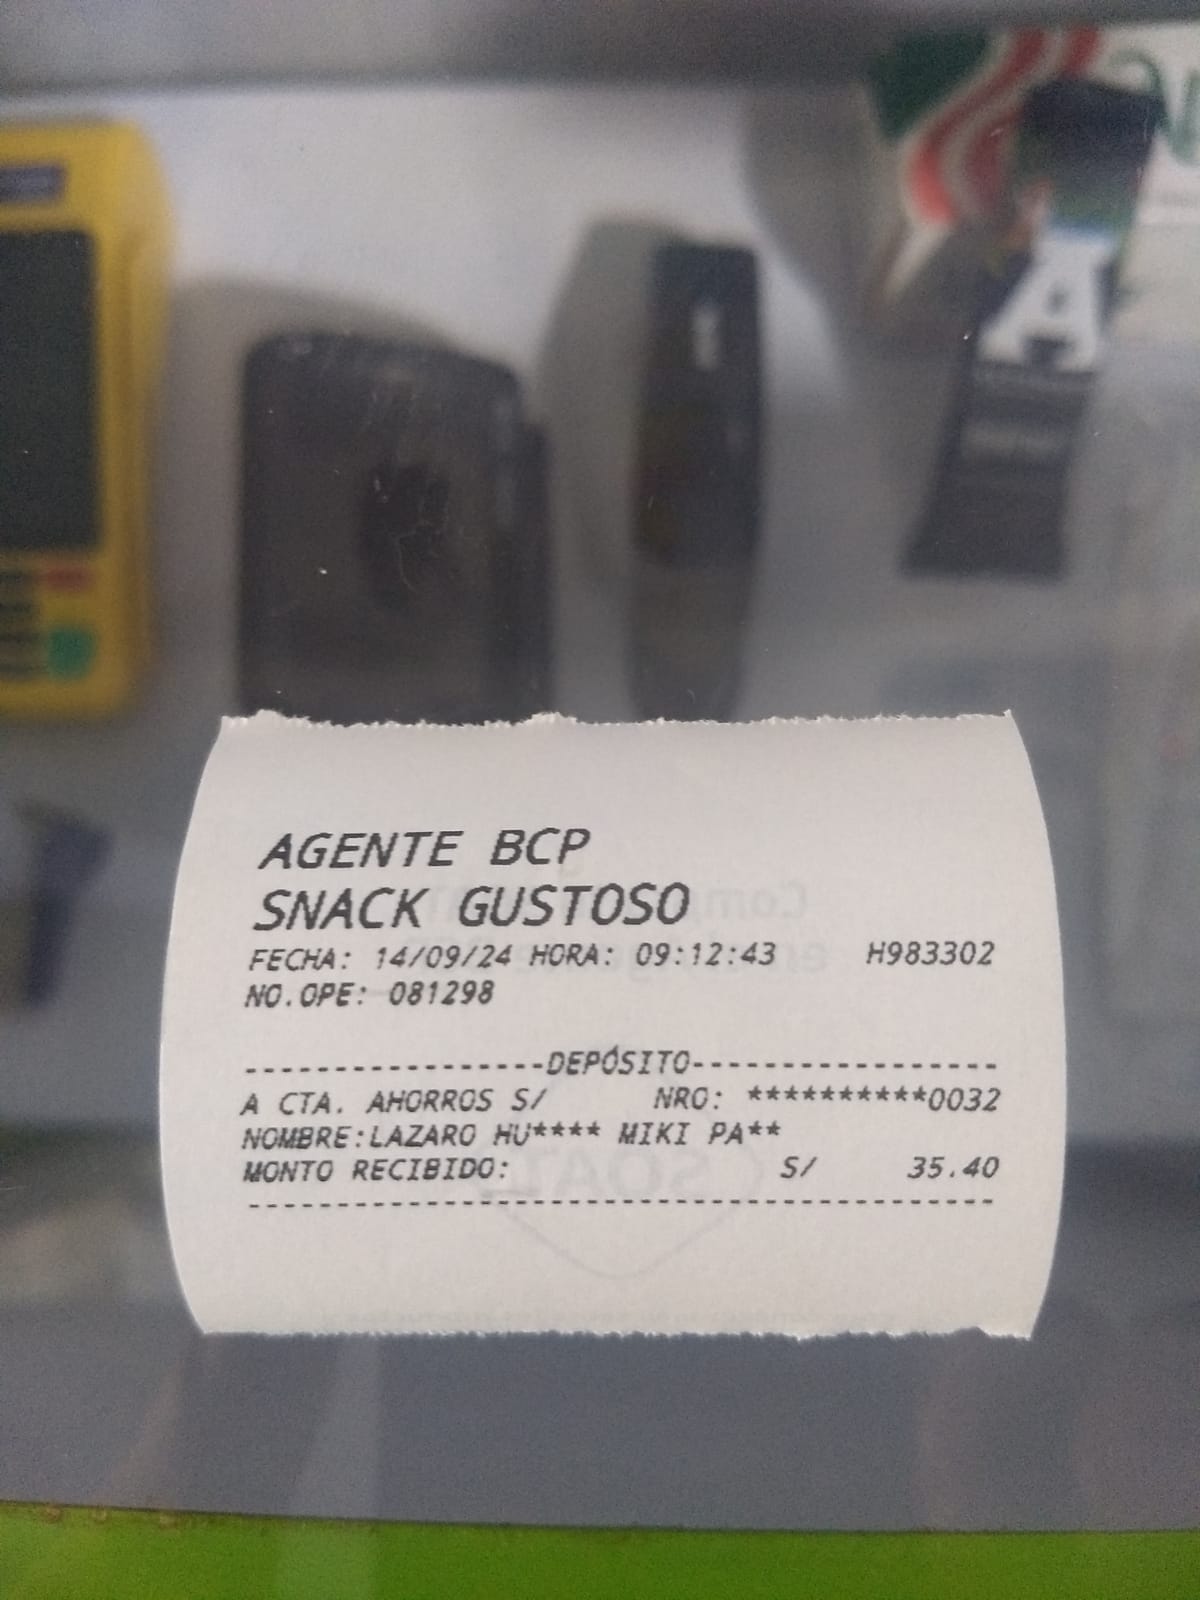 AGENTE BCP
SNACK GUSTOSO
FECHA: 14/09/24 HORA: 09:12:43 H983302
NO.OPE: 081298
-----------------DEPÓSITO-----------------
A CTA. AHORROS S/ NRO: **********0032
NOMBRE:LAZARO HU**** MIKI PA**
MONTO RECIBIDO: S/ 35.40
------------------------------------------
A